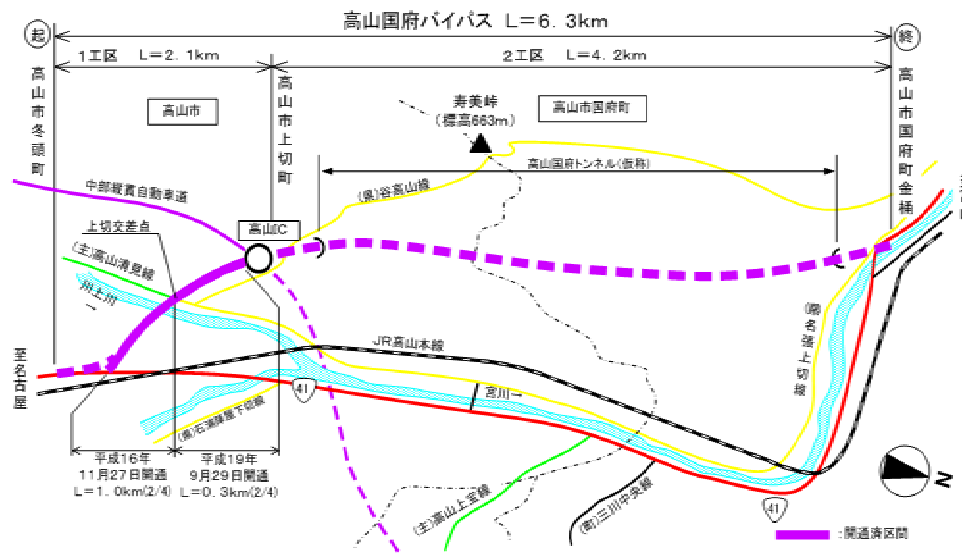 高山国府バイパス L=6.3km
起
終
1工区 L=2.1km
2工区 L=4.2km
高山市冬頭町
高山市
高山市上切町
寿美峠
(標高663m)
高山市国府町
高山市国府町金桶
高山国府トンネル(仮称)
(県)谷高山線
中部縦貫自動車道
上切交差点
高山IC
(主)高山清見線
川上川
→
至名古屋
JR高山本線
41
宮川→
(県)石浦陣屋下切線
平成16年
11月27日開通
L=1.0km(2/4)
平成19年
9月29日開通
L=0.3km(2/4)
(主)高山上宝線
(町)三川中央線
41
N
:開通済区間